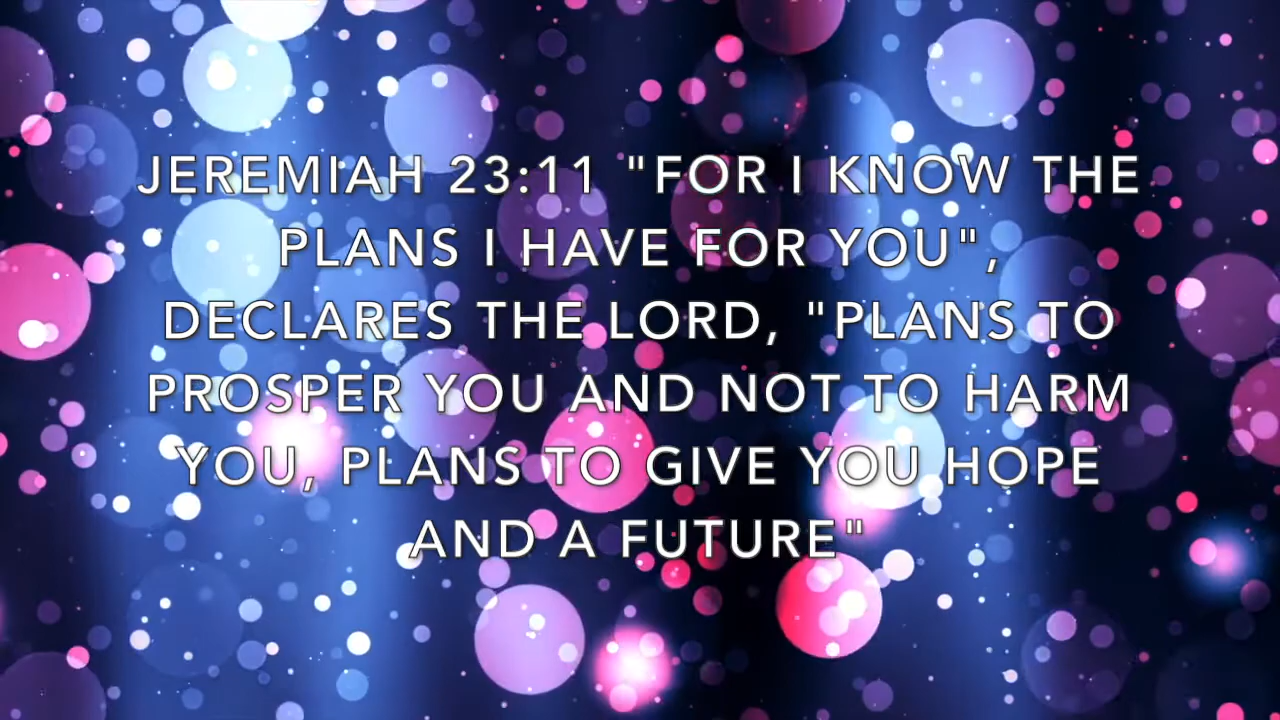 JEREMIAH 23:11 "FOR I KNOW THE
PLANS I HAVE FOR YOU",
DECLARES THE LORD, "PLANS TO
PROSPER YOU AND NOT TO HARM
YOU, PLANS TO GIVE YOU HOPE
AND A FUTURE"